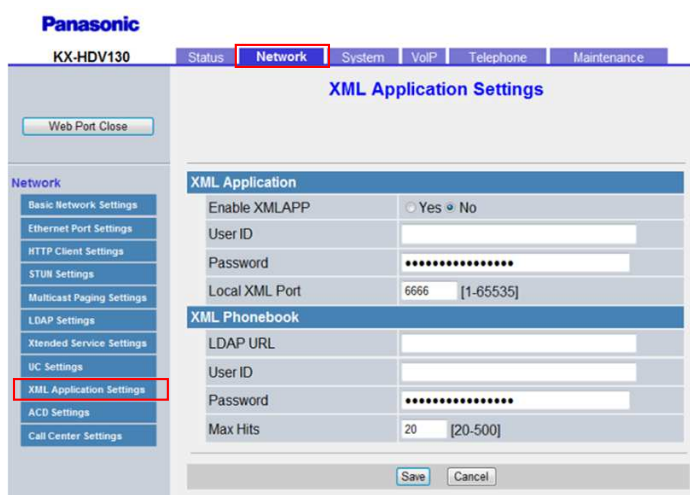 Panasonic
KX-HDV130
Status Network System VoIP Telephone Maintenance
XML Application Settings
Web Port Close
Network
Basic Network Settings
Ethernet Port Settings
HTTP Client Settings
STUN Settings
Multicast Paging Settings
LDAP Settings
Xtended Service Settings
UC Settings
XML Application Settings
ACD Settings
Call Center Settings
XML Application
Enable XMLAPP Yes No
User ID
Password ••••••••••••••••
Local XML Port 6666 [1-65535]
XML Phonebook
LDAP URL
User ID
Password ••••••••••••••••
Max Hits 20 [20-500]
Save Cancel